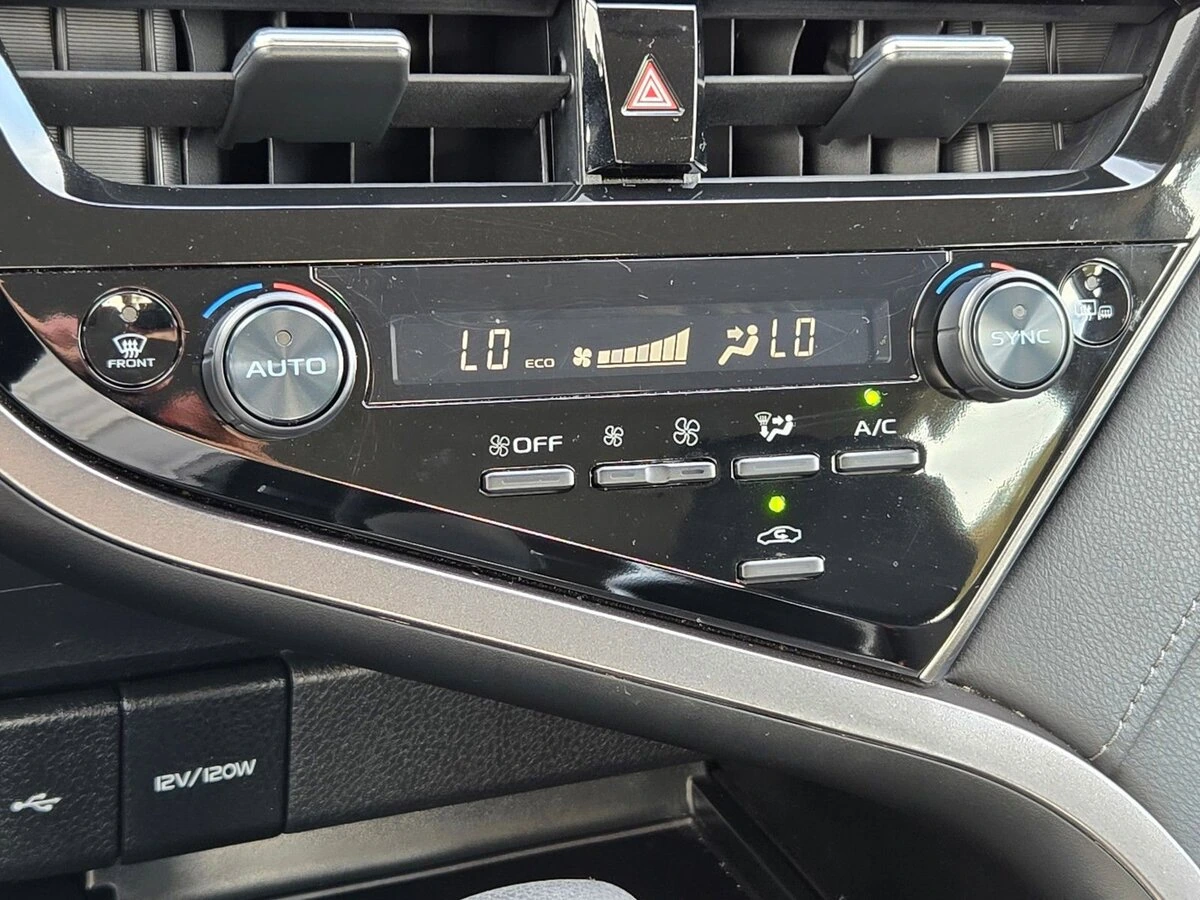 FRONT
AUTO
LO ECO LO
SYNC
OFF
A/C
12V/120W